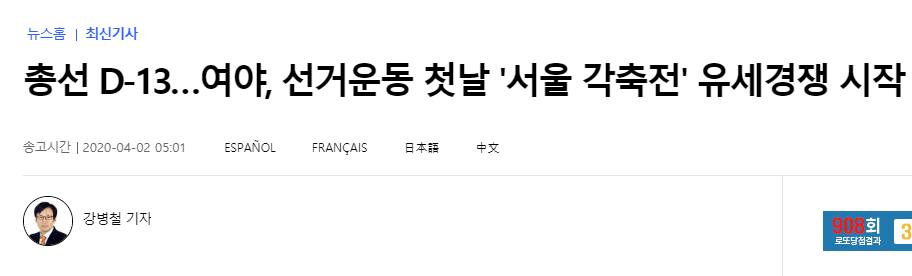 뉴스홈 | 최신기사
총선 D-13…여야, 선거운동 첫날 '서울 각축전' 유세경쟁 시작
송고시간 | 2020-04-02 05:01 ESPAÑOL FRANÇAIS 日本語 中文
강병철 기자
908회
로또당첨결과
3